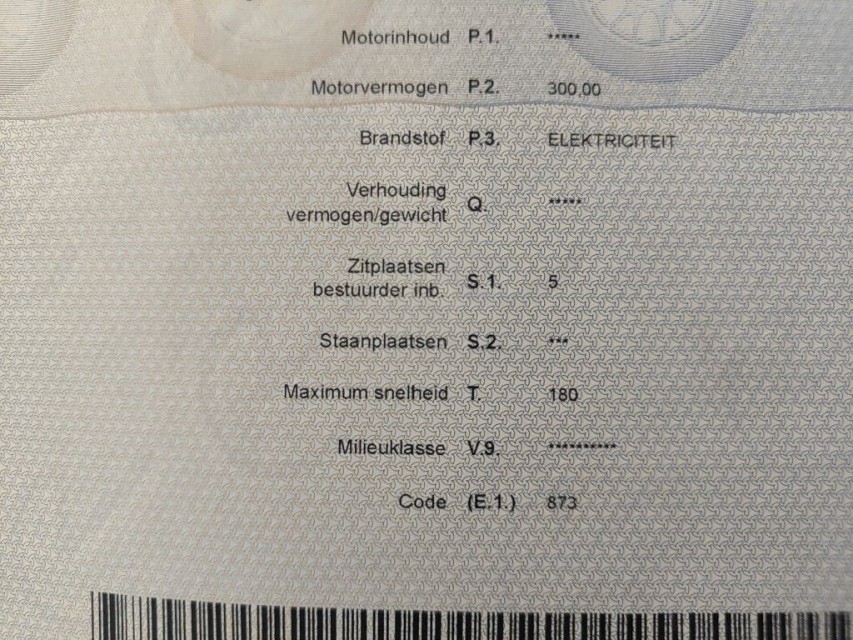 Motorinhoud P.1. *****
Motorvermogen P.2. 300,00
Brandstof P.3. ELEKTRICITEIT
Verhouding
vermogen/gewicht Q. *****
Zitplaatsen
bestuurder inb. S.1. 5
Staanplaatsen S.2. ***
Maximum snelheid T. 180
Milieuklasse V.9. **********
Code (E.1.) 873